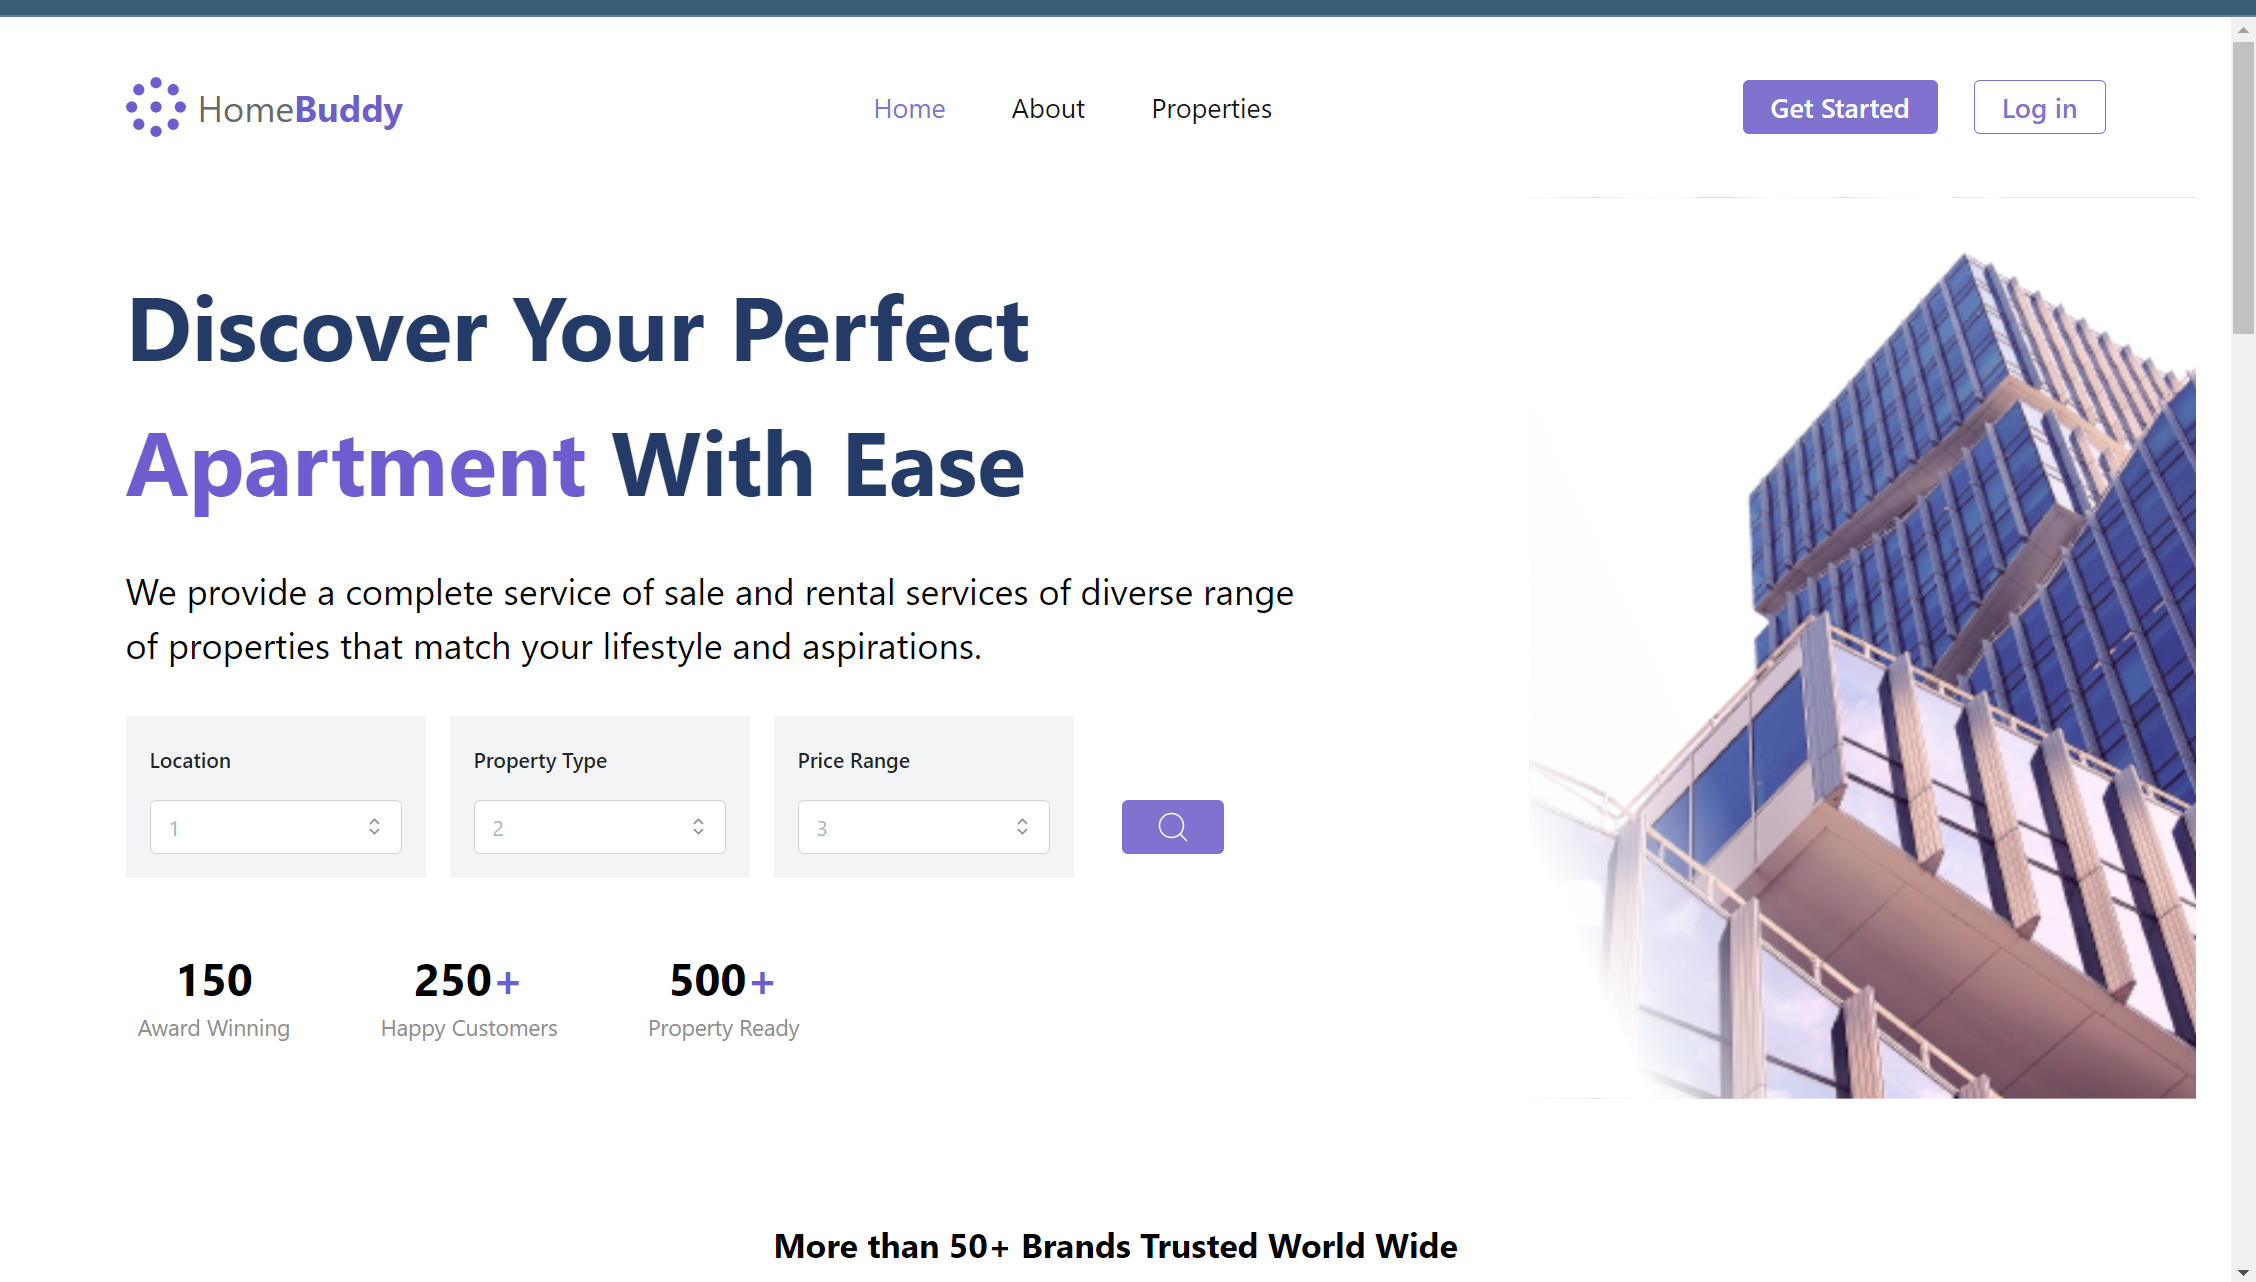 HomeBuddy
Home
About
Properties
Get Started
Log in
Discover Your Perfect
Apartment With Ease
We provide a complete service of sale and rental services of diverse range
of properties that match your lifestyle and aspirations.
Location
Property Type
Price Range
1
2
3
150
250+
500+
Award Winning
Happy Customers
Property Ready
More than 50+ Brands Trusted World Wide